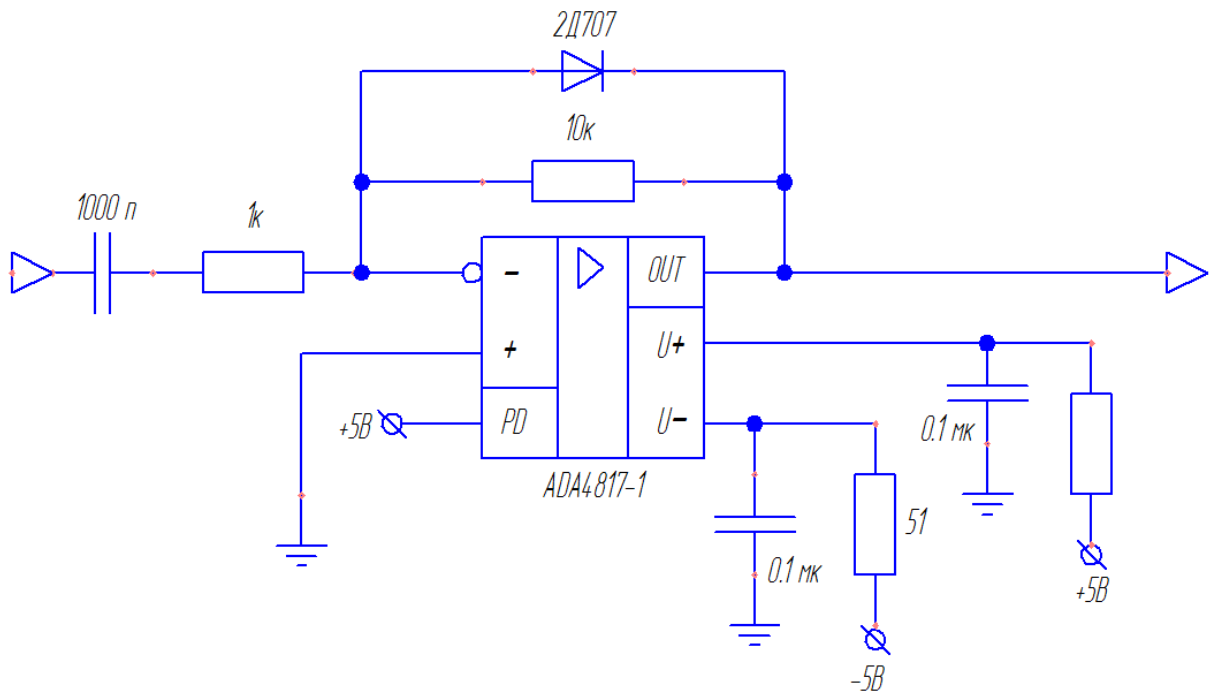 2Д707
10к
1000 п
1к
-
OUT
+
U+
+5В
PD
U-
0.1 мк
ADA4817-1
51
0.1 мк
+5В
-5В